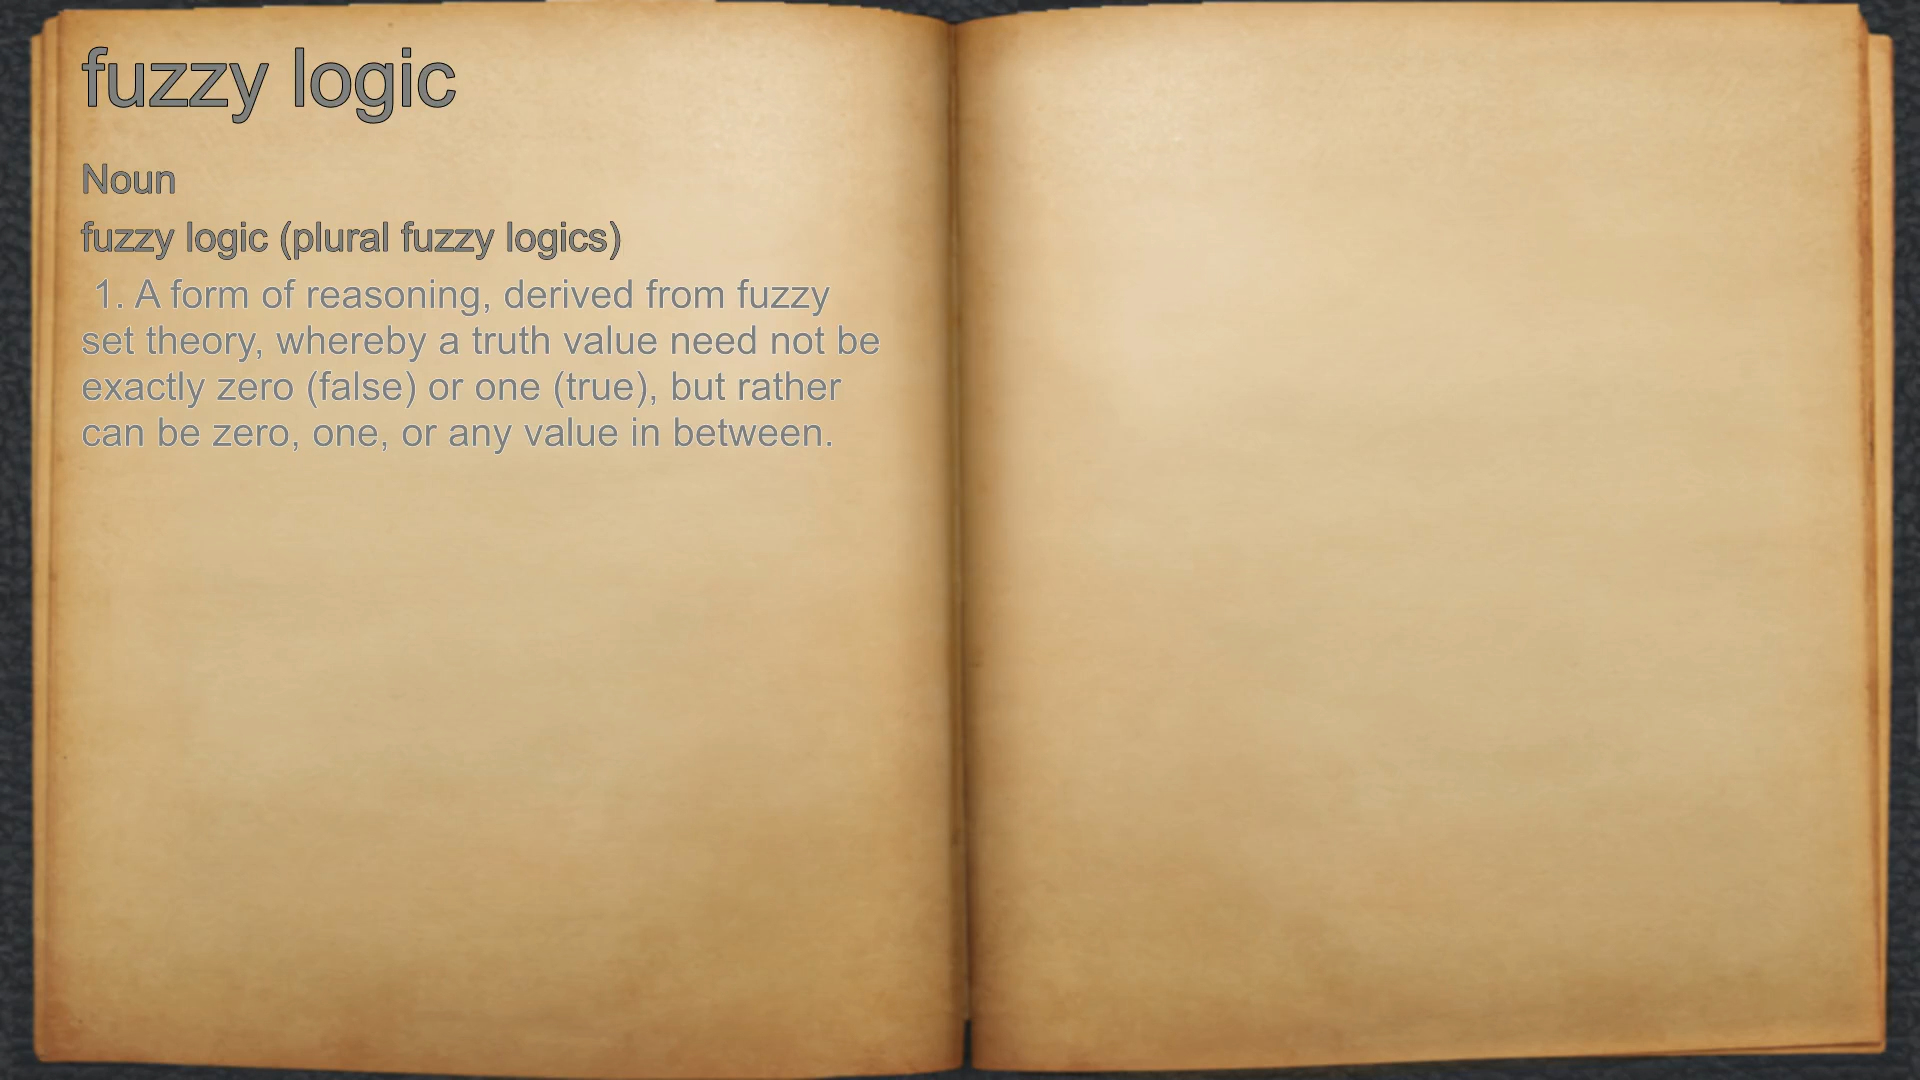 fuzzy logic
Noun
fuzzy logic (plural fuzzy logics)
1. A form of reasoning, derived from fuzzy
set theory, whereby a truth value need not be
exactly zero (false) or one (true), but rather
can be zero, one, or any value in between.